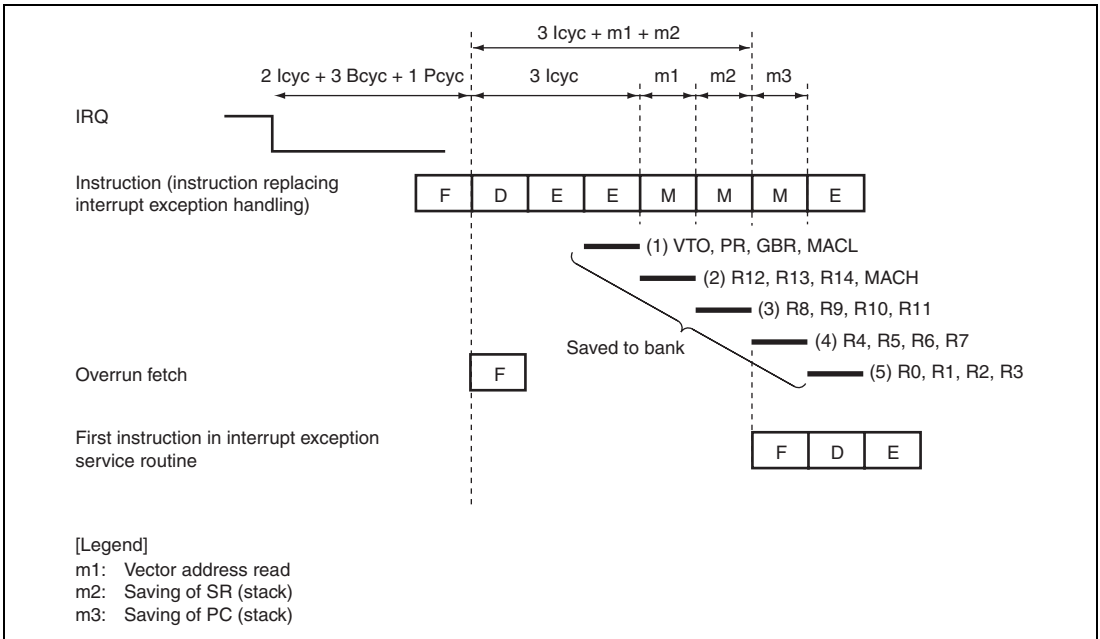 3 Icyc + m1 + m2
2 Icyc + 3 Bcyc + 1 Pcyc 3 Icyc m1 m2 m3
IRQ
Instruction (instruction replacing
interrupt exception handling)
F D E E M M M E
(1) VTO, PR, GBR, MACL
(2) R12, R13, R14, MACH
(3) R8, R9, R10, R11
(4) R4, R5, R6, R7
(5) R0, R1, R2, R3
Saved to bank
Overrun fetch
F
First instruction in interrupt exception
service routine
F D E
[Legend]
m1: Vector address read
m2: Saving of SR (stack)
m3: Saving of PC (stack)